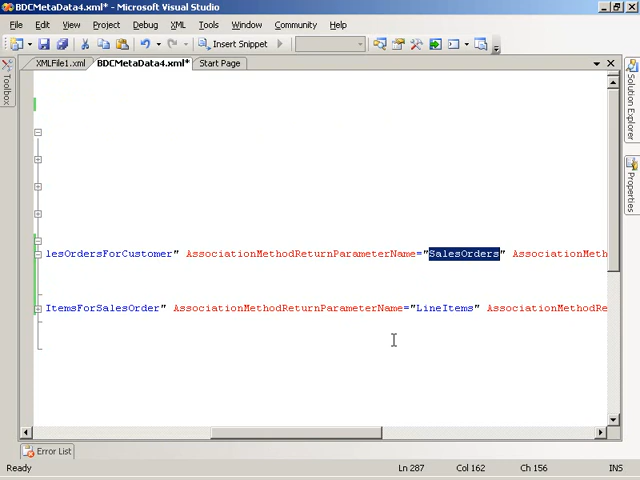 BDCMetaData4.xml* - Microsoft Visual Studio
File Edit View Project Debug XML Tools Window Community Help
Insert Snippet
XMLFile1.xml BDCMetaData4.xml* Start Page
Toolbox
Solution Explorer
Properties
lesOrdersForCustomer" AssociationMethodReturnParameterName="SalesOrders" AssociationMeth
ItemsForSalesOrder" AssociationMethodReturnParameterName="LineItems" AssociationMethodRe
Error List
Ready Ln 287 Col 162 Ch 156 INS